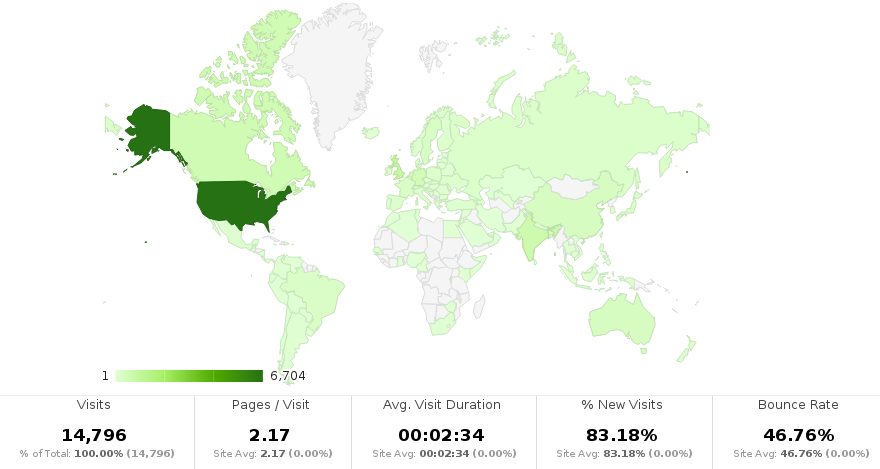 1 6,704
Visits Pages / Visit Avg. Visit Duration % New Visits Bounce Rate
14,796 2.17 00:02:34 83.18% 46.76%
% of Total: 100.00% (14,796) Site Avg: 2.17 (0.00%) Site Avg: 00:02:34 (0.00%) Site Avg: 83.18% (0.00%) Site Avg: 46.76% (0.00%)